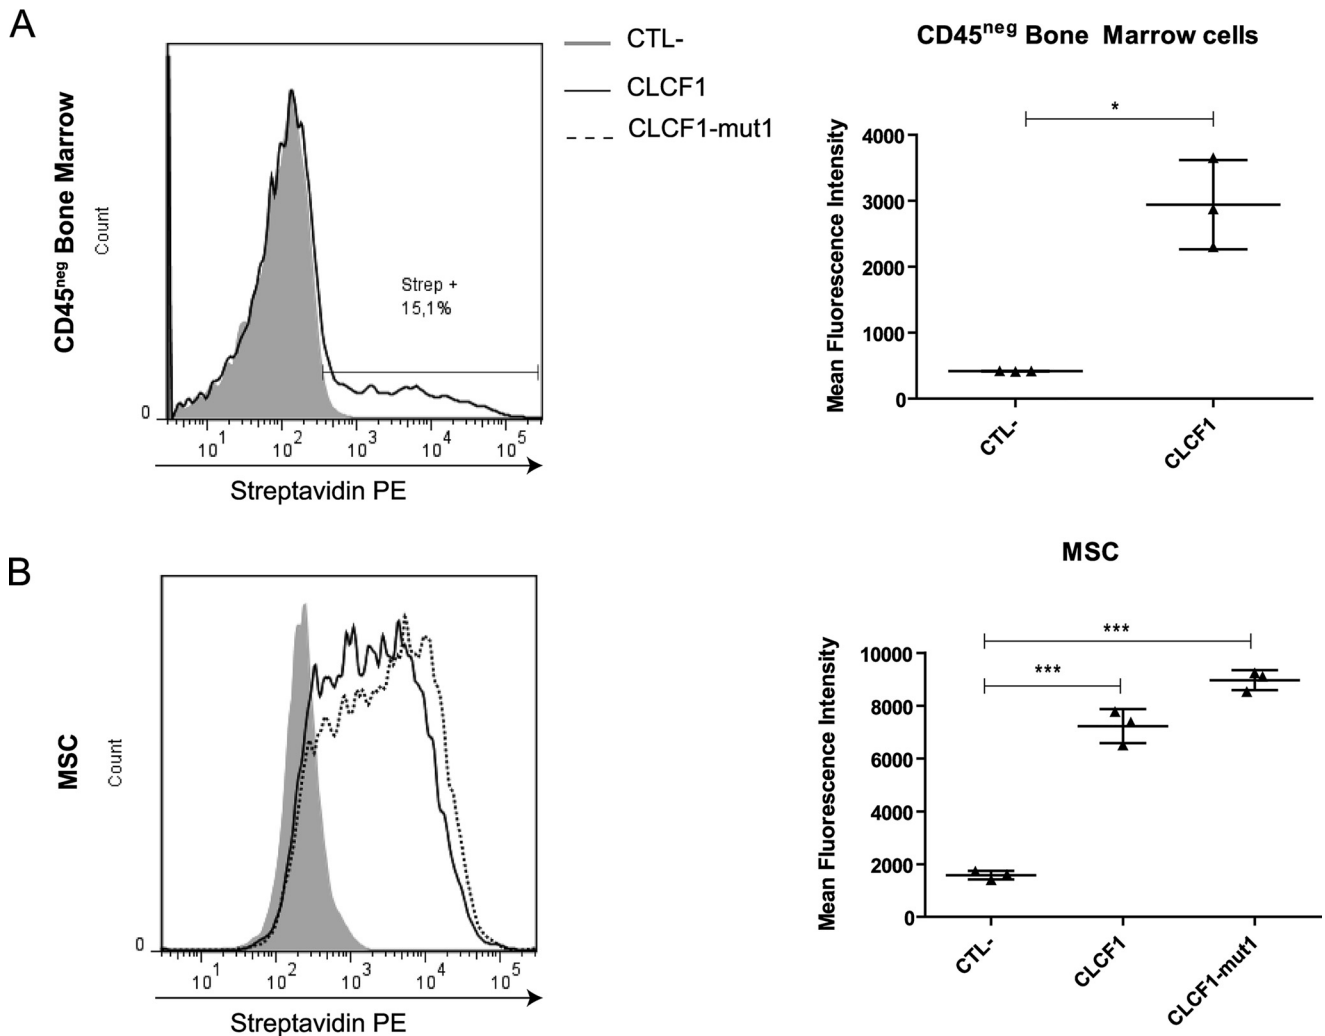 A
CD45neg Bone Marrow
Count
0
Strep +
15,1%
10^1 10^2 10^3 10^4 10^5
Streptavidin PE
CTL-
CLCF1
CLCF1-mut1
CD45neg Bone Marrow cells
*
Mean Fluorescence Intensity
4000
3000
2000
1000
0
CTL-
CLCF1
B
MSC
Count
0
10^1 10^2 10^3 10^4 10^5
Streptavidin PE
MSC
***
***
Mean Fluorescence Intensity
10000
8000
6000
4000
2000
0
CTL-
CLCF1
CLCF1-mut1